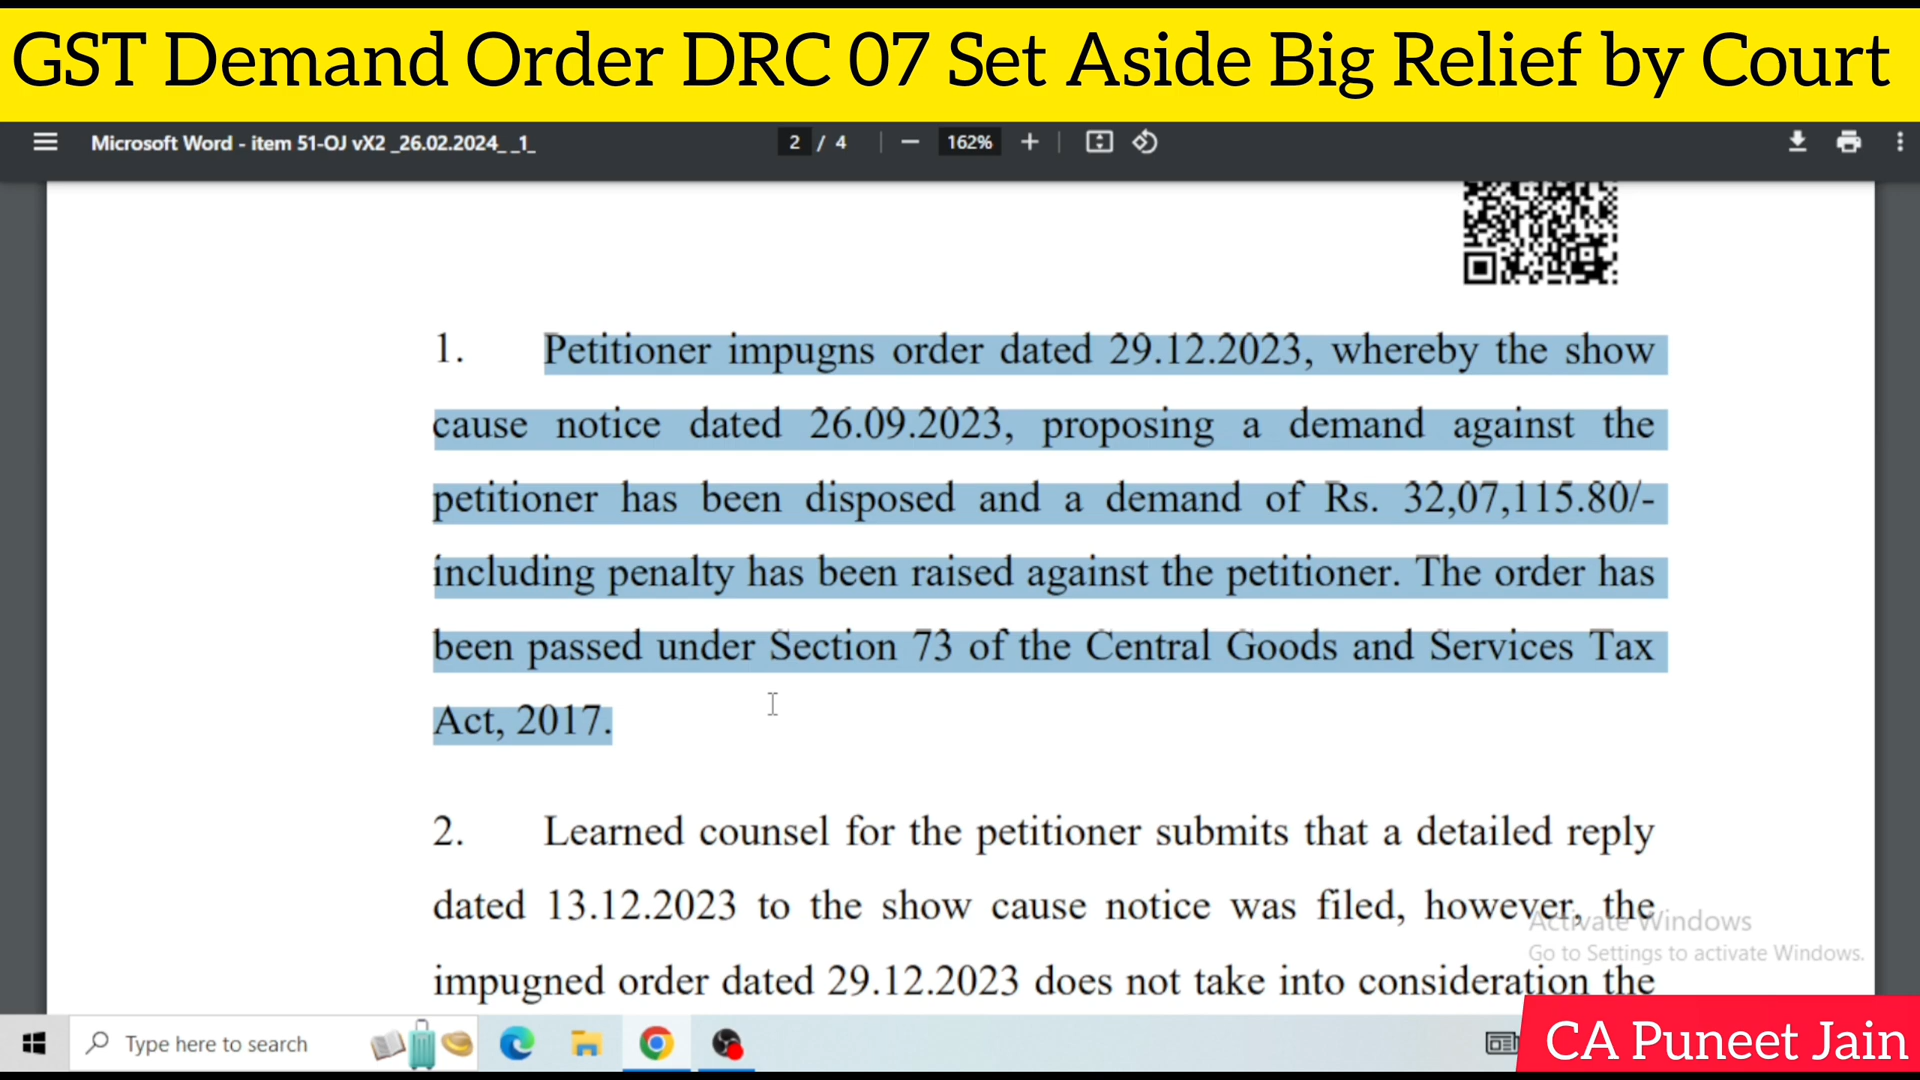 GST Demand Order DRC 07 Set Aside Big Relief by Court
Microsoft Word - item 51-OJ vX2 _26.02.2024_ _1_
2 / 4
162%
1. Petitioner impugns order dated 29.12.2023, whereby the show
cause notice dated 26.09.2023, proposing a demand against the
petitioner has been disposed and a demand of Rs. 32,07,115.80/-
including penalty has been raised against the petitioner. The order has
been passed under Section 73 of the Central Goods and Services Tax
Act, 2017.
2. Learned counsel for the petitioner submits that a detailed reply
dated 13.12.2023 to the show cause notice was filed, however, the
impugned order dated 29.12.2023 does not take into consideration the
Activate Windows
Go to Settings to activate Windows.
Type here to search
CA Puneet Jain